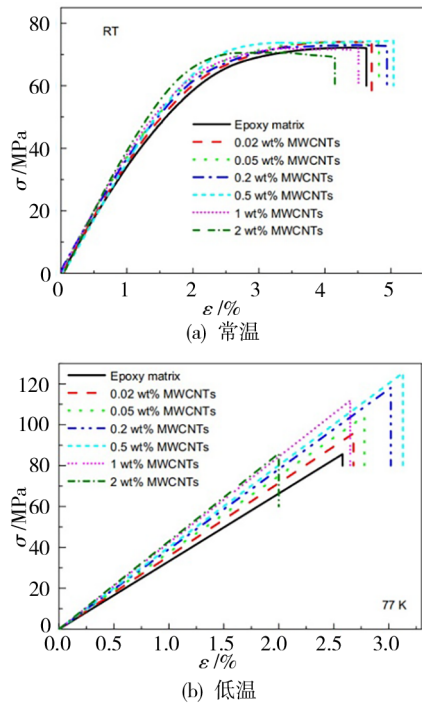 80
60
40
20
0
σ/MPa
RT
Epoxy matrix
0.02 wt% MWCNTs
0.05 wt% MWCNTs
0.2 wt% MWCNTs
0.5 wt% MWCNTs
1 wt% MWCNTs
2 wt% MWCNTs
0 1 2 3 4 5
ε/%
(a) 常温
120
100
80
60
40
20
0
σ/MPa
Epoxy matrix
0.02 wt% MWCNTs
0.05 wt% MWCNTs
0.2 wt% MWCNTs
0.5 wt% MWCNTs
1 wt% MWCNTs
2 wt% MWCNTs
77 K
0.0 0.5 1.0 1.5 2.0 2.5 3.0
ε/%
(b) 低温